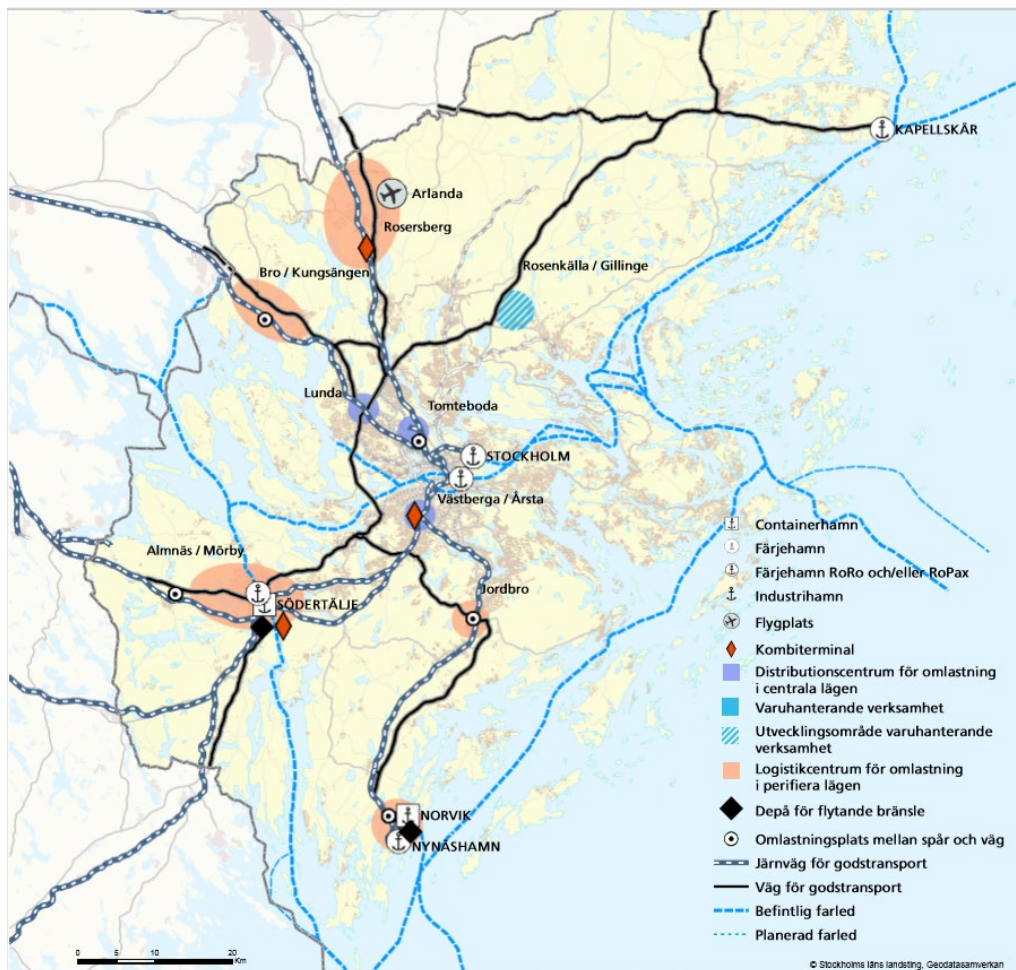 KAPELLSKÄR
Arlanda
Rosersberg
Bro / Kungsängen
Rosenkälla / Gillinge
Lunda
Tomteboda
STOCKHOLM
Västberga / Årsta
Almnäs / Mörby
SÖDERTÄLJE
Jordbro
NORVIK
NYNÄSHAMN
Containerhamn
Färjehamn
Färjehamn RoRo och/eller RoPax
Industrihamn
Flygplats
Kombiterminal
Distributionscentrum för omlastning
i centrala lägen
Varuhanterande verksamhet
Utvecklingsområde varuhanterande
verksamhet
Logistikcentrum för omlastning
i perifiera lägen
Depå för flytande bränsle
Omlastningsplats mellan spår och väg
Järnväg för godstransport
Väg för godstransport
Befintlig farled
Planerad farled
0 5 10 20
Km
© Stockholms läns landsting, Geodatasamverkan